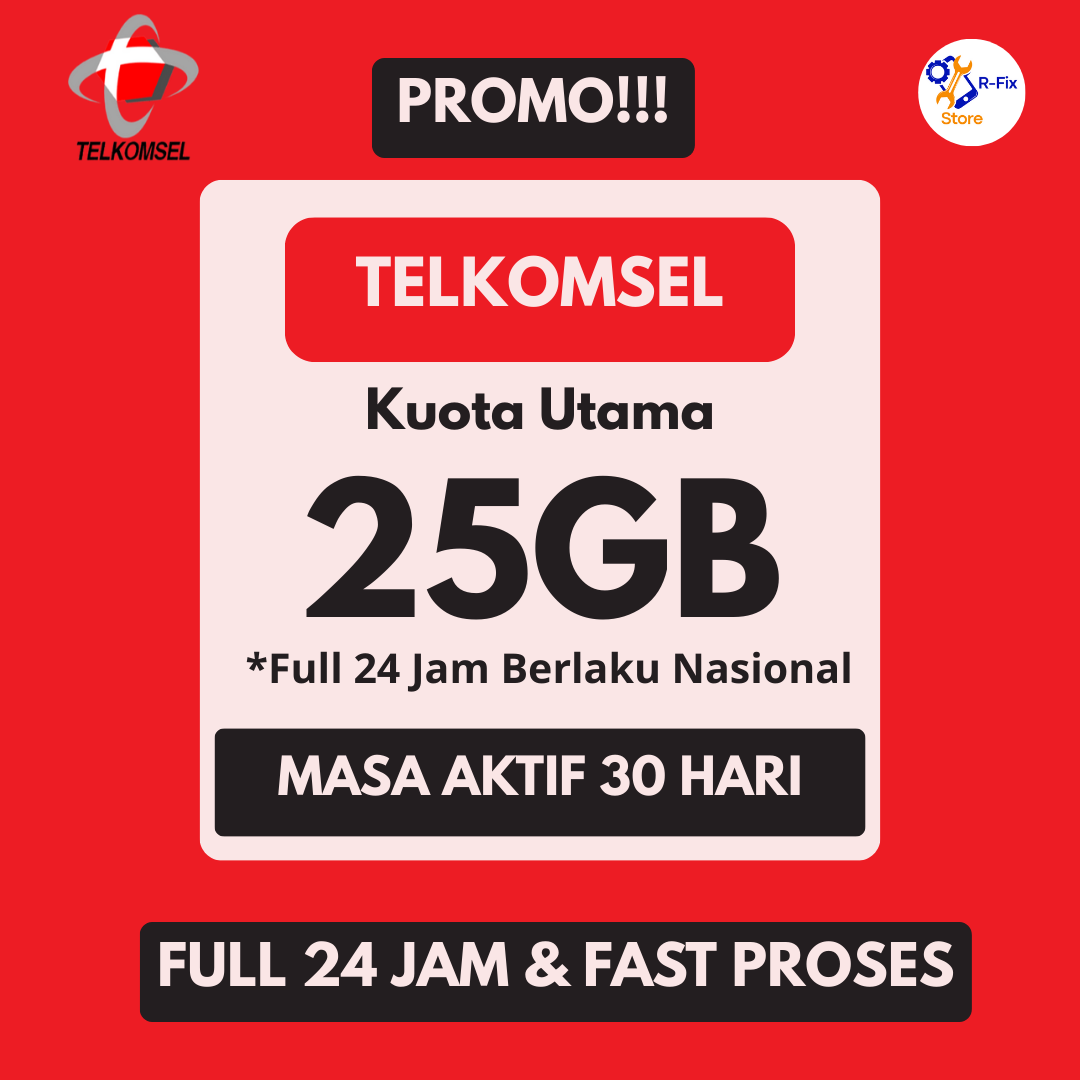 TELKOMSEL
PROMO!!!
R-Fix
Store
TELKOMSEL
Kuota Utama
25GB
*Full 24 Jam Berlaku Nasional
MASA AKTIF 30 HARI
FULL 24 JAM & FAST PROSES